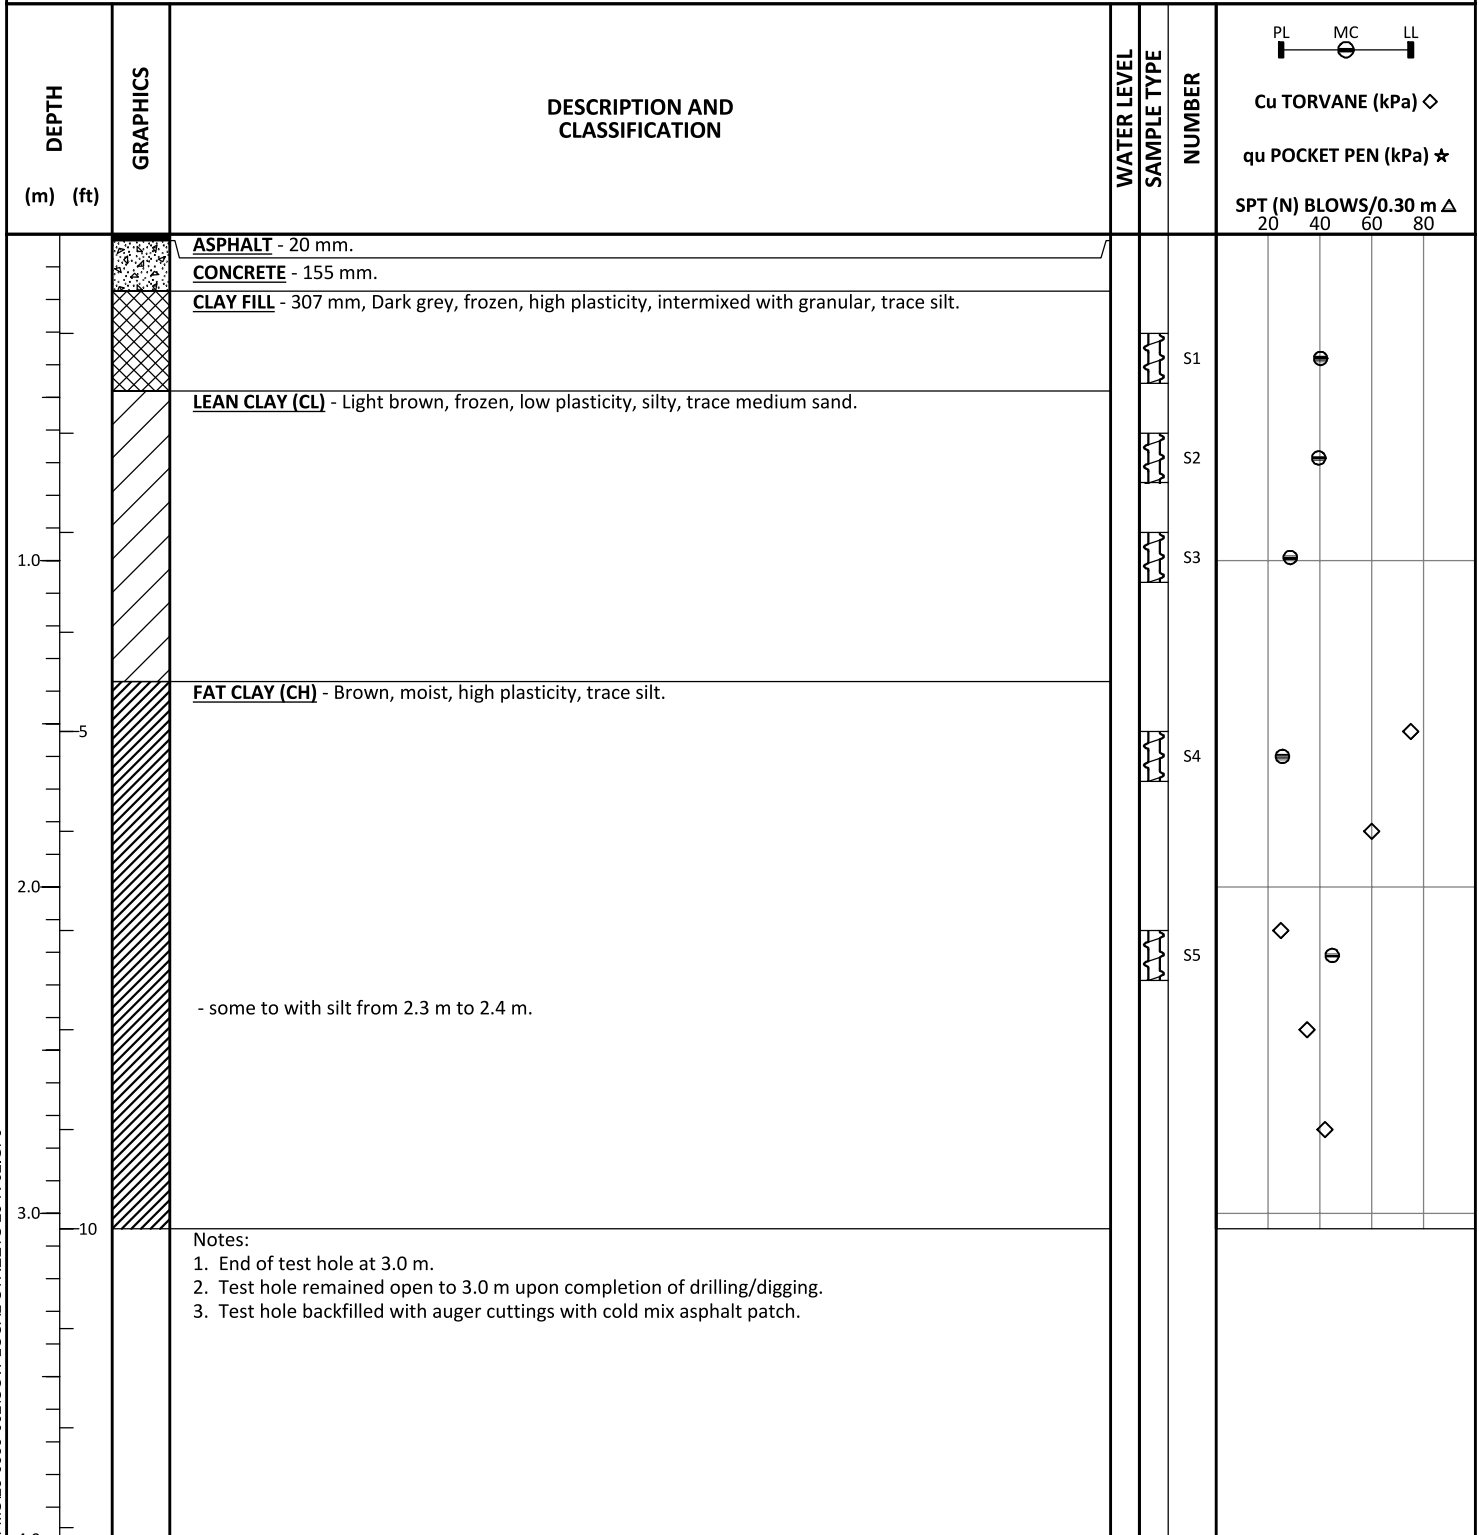 DEPTH
(m) (ft)
GRAPHICS
DESCRIPTION AND
CLASSIFICATION
WATER LEVEL
SAMPLE TYPE
NUMBER
PL MC LL
Cu TORVANE (kPa)
qu POCKET PEN (kPa)
SPT (N) BLOWS/0.30 m
20 40 60 80
ASPHALT - 20 mm.
CONCRETE - 155 mm.
CLAY FILL - 307 mm, Dark grey, frozen, high plasticity, intermixed with granular, trace silt.
S1
LEAN CLAY (CL) - Light brown, frozen, low plasticity, silty, trace medium sand.
S2
S3
1.0
FAT CLAY (CH) - Brown, moist, high plasticity, trace silt.
5
S4
2.0
S5
- some to with silt from 2.3 m to 2.4 m.
3.0
10
Notes:
1. End of test hole at 3.0 m.
2. Test hole remained open to 3.0 m upon completion of drilling/digging.
3. Test hole backfilled with auger cuttings with cold mix asphalt patch.